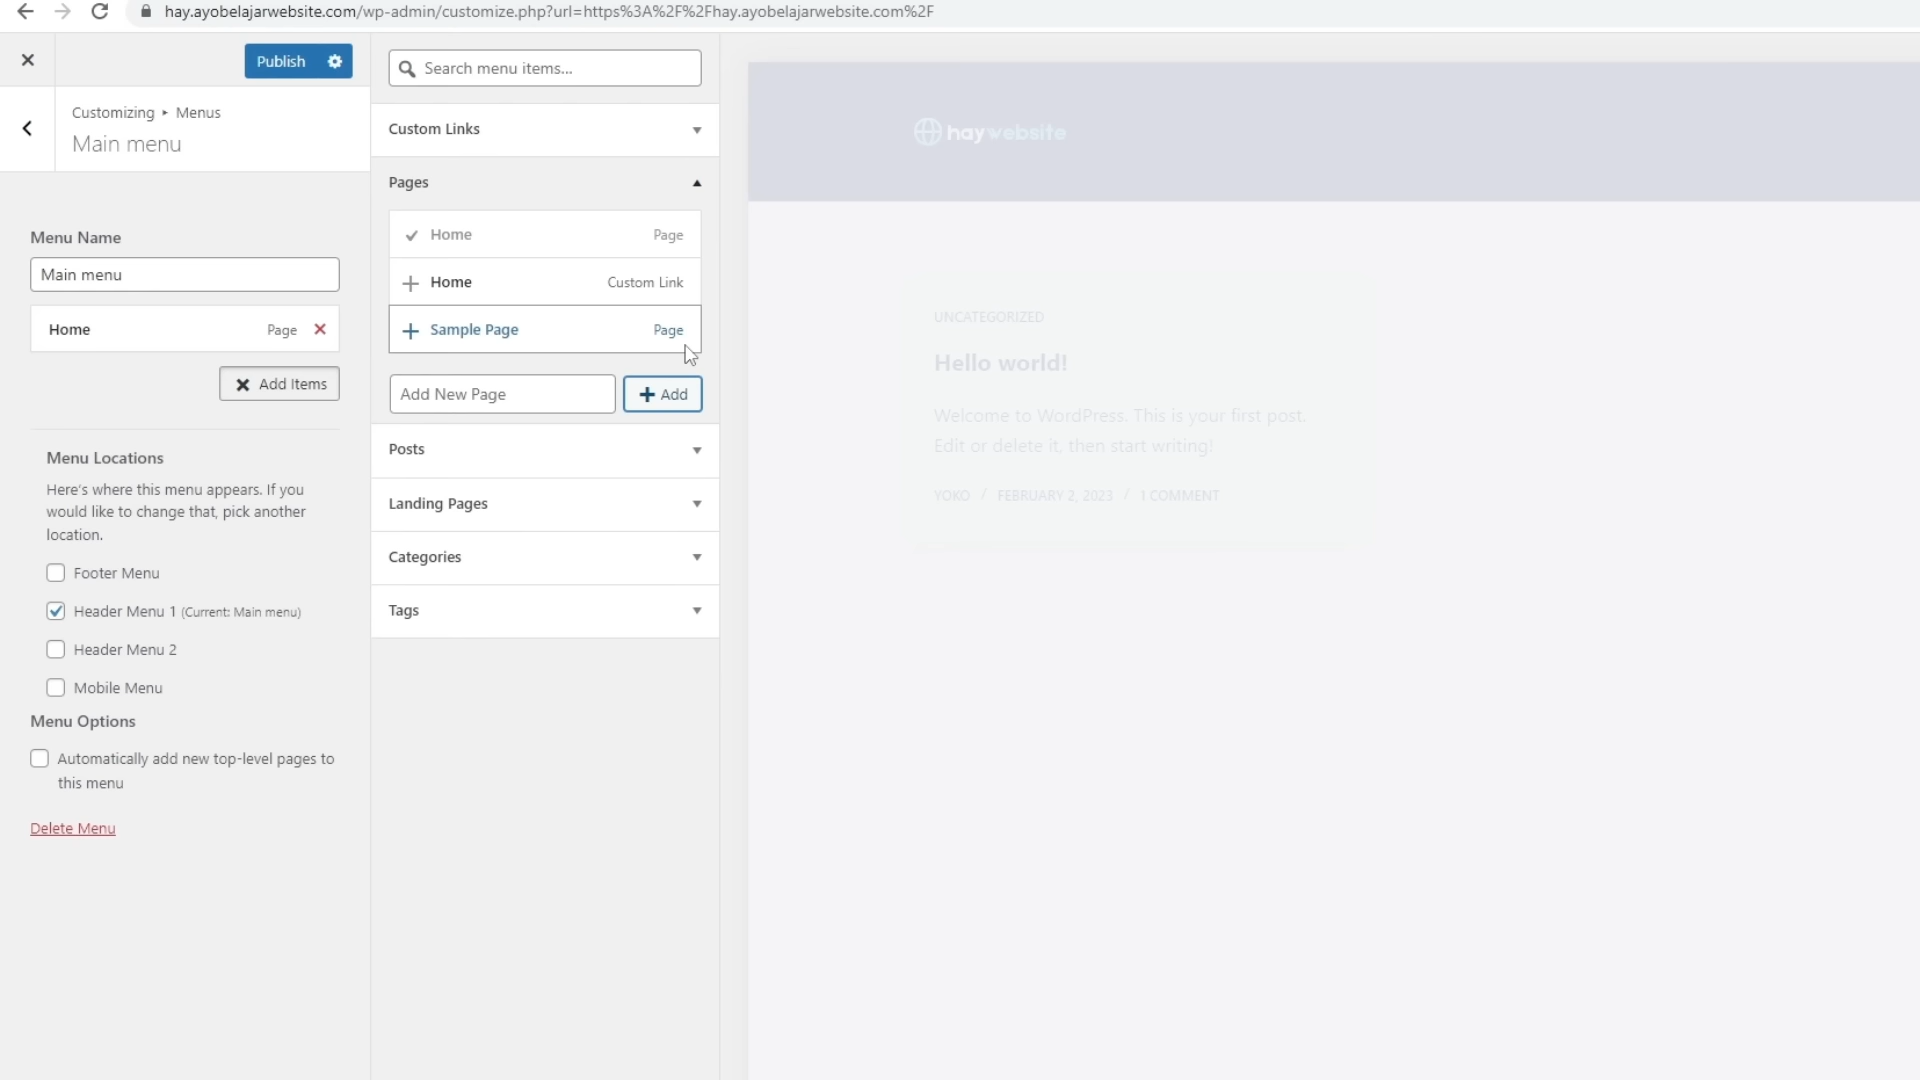 hay.ayobelajarwebsite.com/wp-admin/customize.php?url=https%3A%2F%2Fhay.ayobelajarwebsite.com%2F
Publish
Customizing ▸ Menus
Main menu
Menu Name
Main menu
Home Page
Add Items
Menu Locations
Here's where this menu appears. If you
would like to change that, pick another
location.
Footer Menu
Header Menu 1 (Current: Main menu)
Header Menu 2
Mobile Menu
Menu Options
Automatically add new top-level pages to
this menu
Delete Menu
Search menu items...
Custom Links
Pages
Home Page
Home Custom Link
Sample Page Page
Add New Page
Add
Posts
Landing Pages
Categories
Tags
haywebsite
UNCATEGORIZED
Hello world!
Welcome to WordPress. This is your first post.
Edit or delete it, then start writing!
YOKO / FEBRUARY 2, 2023 / 1 COMMENT